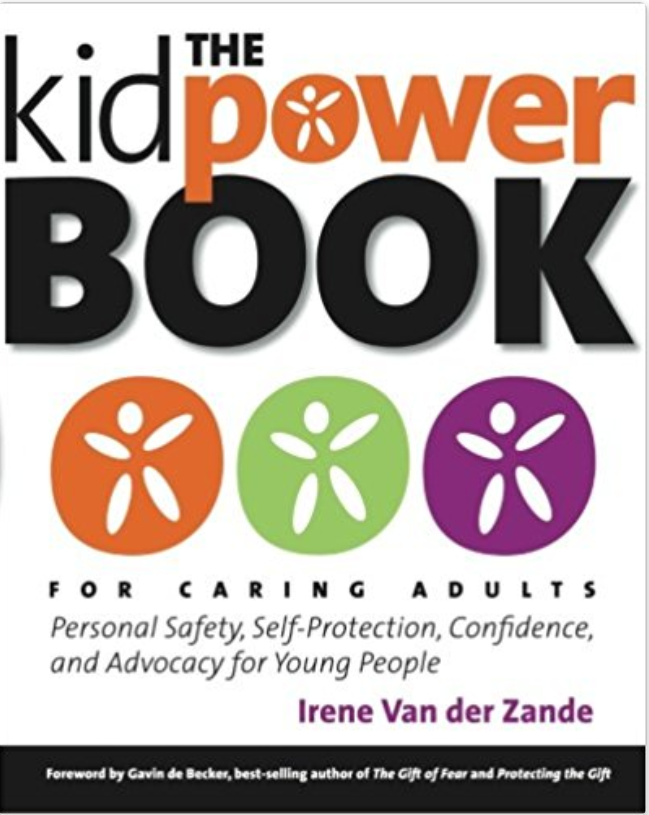 THE
kidpower
BOOK
FOR CARING ADULTS
Personal Safety, Self-Protection, Confidence,
and Advocacy for Young People
Irene Van der Zande
Foreword by Gavin de Becker, best-selling author of The Gift of Fear and Protecting the Gift